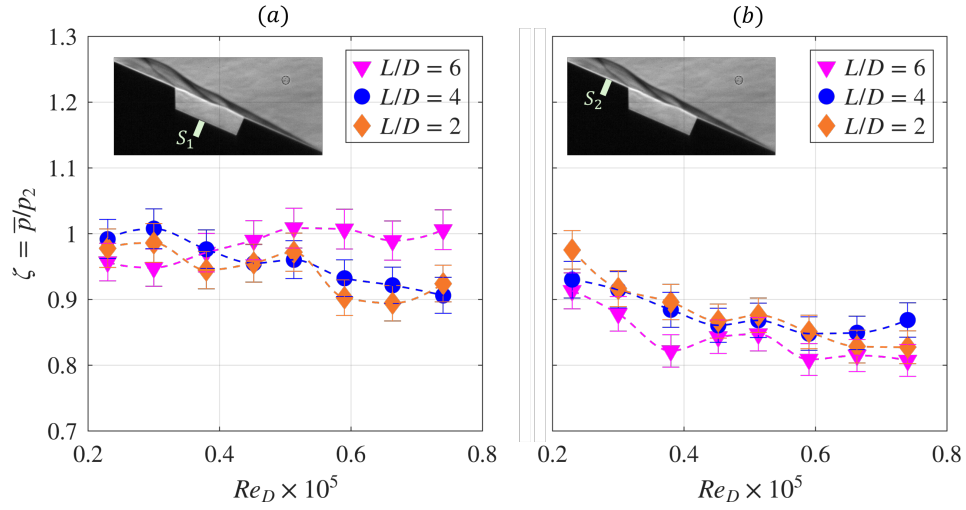 (a)
(b)
1.3
1.2
1.1
1
0.9
0.8
0.7
ζ = p̅/p₂
L/D = 6
L/D = 4
L/D = 2
S₁
0.2
0.4
0.6
0.8
Re_D × 10⁵
L/D = 6
L/D = 4
L/D = 2
S₂
0.2
0.4
0.6
0.8
Re_D × 10⁵